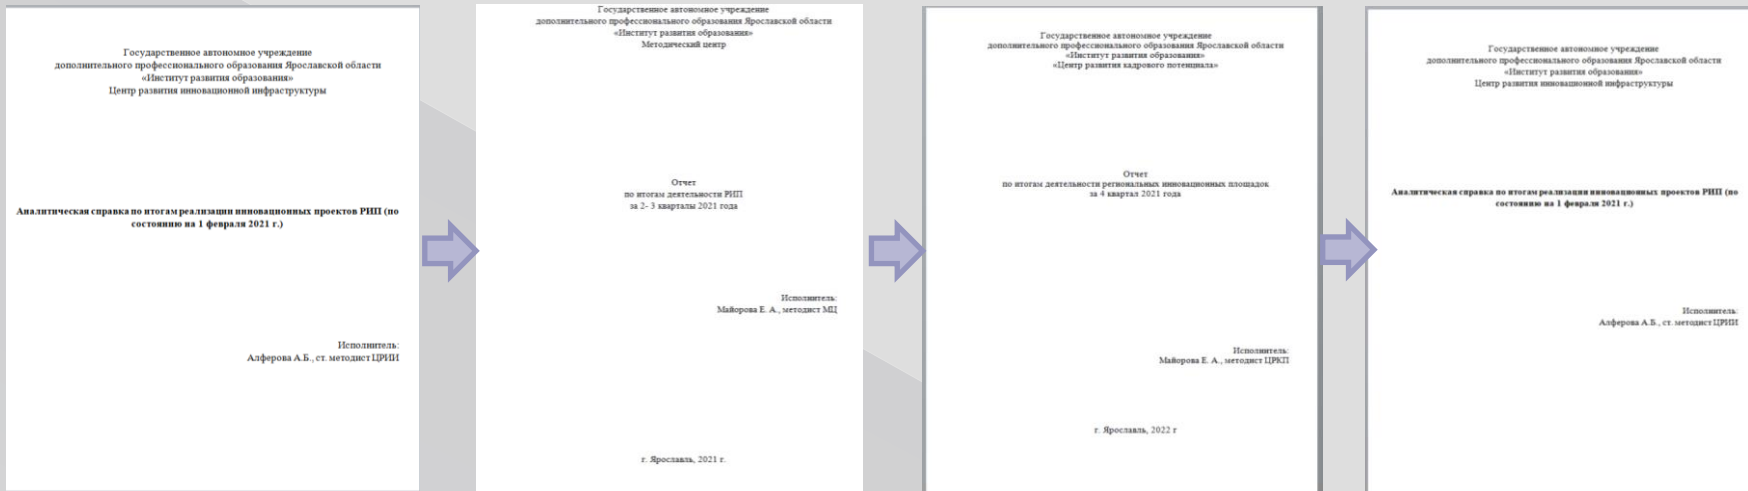 Государственное автономное учреждение
дополнительного профессионального образования Ярославской области
«Институт развития образования»
Центр развития инновационной инфраструктуры
Аналитическая справка по итогам реализации инновационных проектов РИП (по
состоянию на 1 февраля 2021 г.)
Исполнитель:
Алферова А.Б., ст. методист ЦРИИ
Государственное автономное учреждение
дополнительного профессионального образования Ярославской области
«Институт развития образования»
Методический центр
Отчет
по итогам деятельности РИП
за 2- 3 кварталы 2021 года
Исполнитель:
Майорова Е. А., методист МЦ
г. Ярославль, 2021 г.
Государственное автономное учреждение
дополнительного профессионального образования Ярославской области
«Институт развития образования»
«Центр развития кадрового потенциала»
Отчет
по итогам деятельности региональных инновационных площадок
за 4 квартал 2021 года
Исполнитель:
Майорова Е. А., методист ЦРКП
г. Ярославль, 2022 г
Государственное автономное учреждение
дополнительного профессионального образования Ярославской области
«Институт развития образования»
Центр развития инновационной инфраструктуры
Аналитическая справка по итогам реализации инновационных проектов РИП (по
состоянию на 1 февраля 2021 г.)
Исполнитель:
Алферова А.Б., ст. методист ЦРИИ